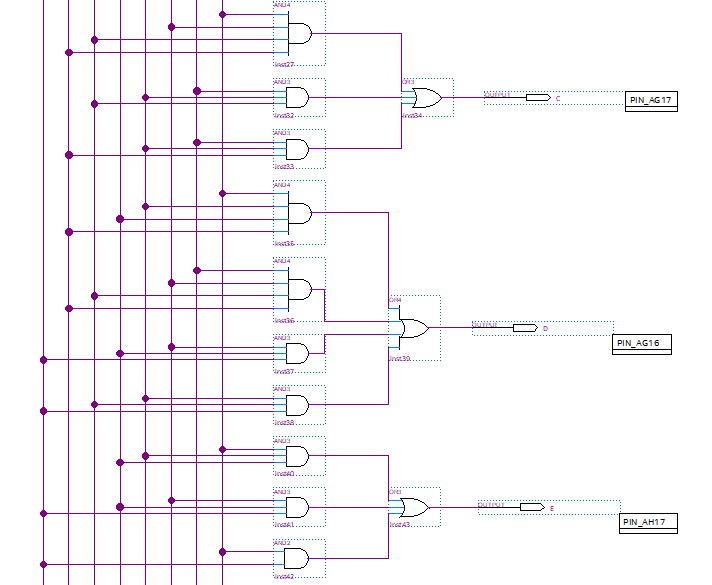 AND4
inst27
AND3
inst32
OR3
inst34
OUTPUT
C
PIN_AG17
AND3
inst33
AND4
inst35
AND4
inst36
AND3
inst37
OR4
inst39
OUTPUT
D
PIN_AG16
AND3
inst38
AND3
inst40
AND3
inst41
OR3
inst43
OUTPUT
E
PIN_AH17
AND2
inst42